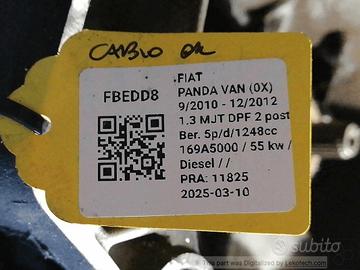 CAMBIO OK
FBEDD8
FIAT
PANDA VAN (0X)
9/2010 - 12/2012
1.3 MJT DPF 2 post
Ber. 5p/d/1248cc
169A5000 / 55 kw /
Diesel / /
PRA: 11825
2025-03-10
subito
This part was Digitalized by Lekotech.com